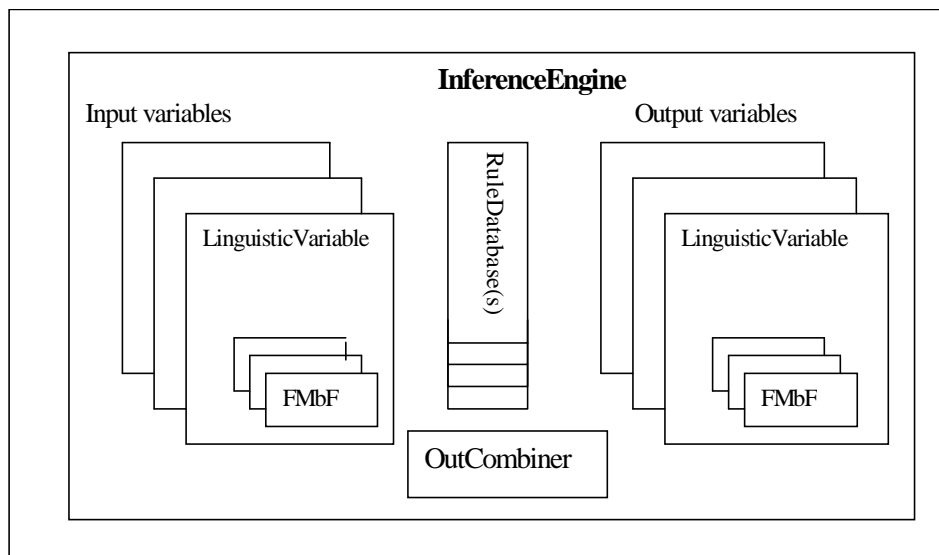 InferenceEngine
Input variables
Output variables
RuleDatabase(s)
LinguisticVariable
LinguisticVariable
FMbF
FMbF
OutCombiner